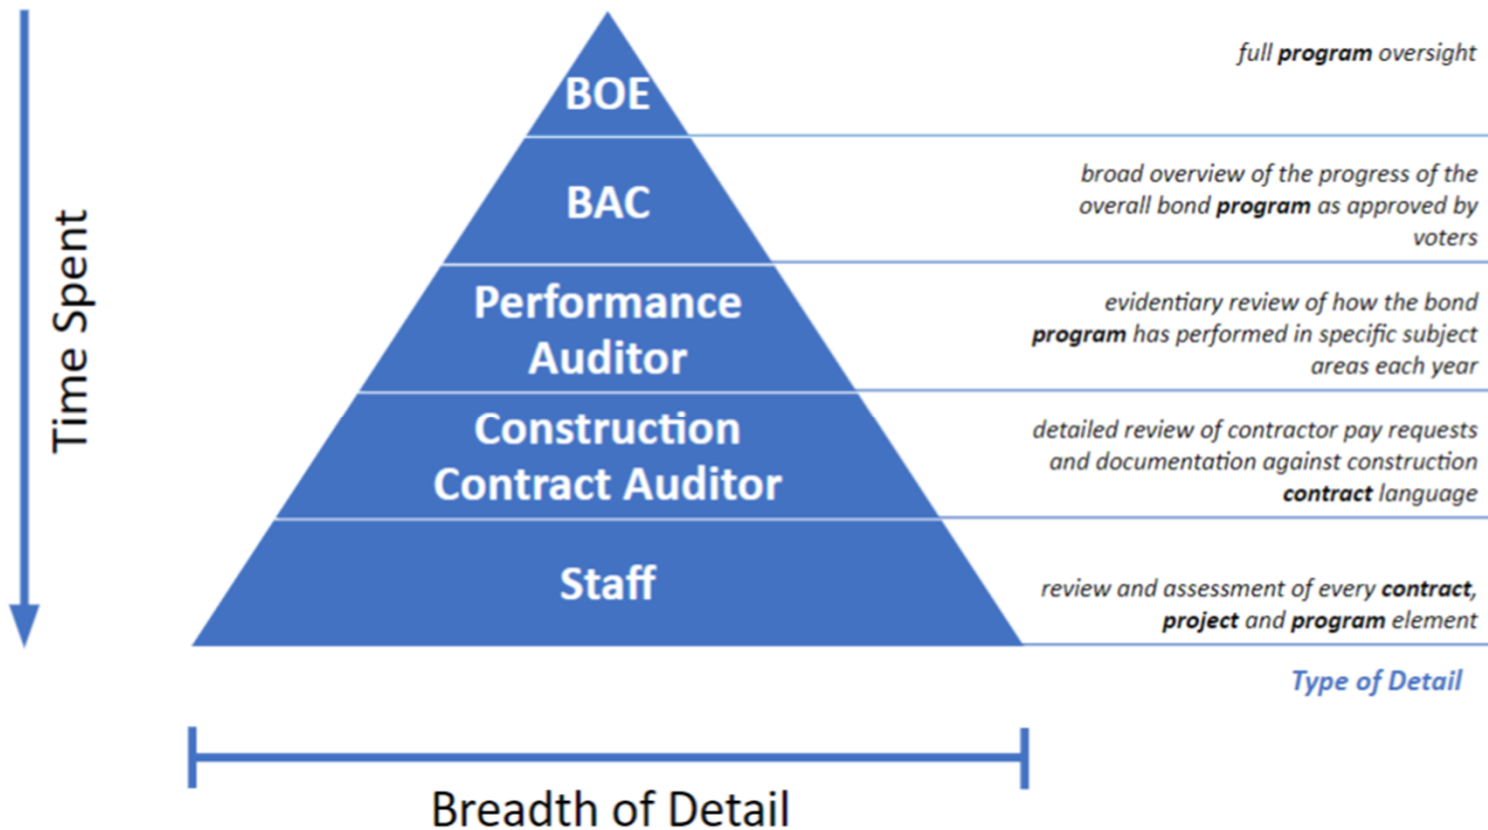 BOE
full program oversight
BAC
broad overview of the progress of the
overall bond program as approved by
voters
Performance
Auditor
evidentiary review of how the bond
program has performed in specific subject
areas each year
Construction
Contract Auditor
detailed review of contractor pay requests
and documentation against construction
contract language
Staff
review and assessment of every contract,
project and program element
Type of Detail
Time Spent
Breadth of Detail